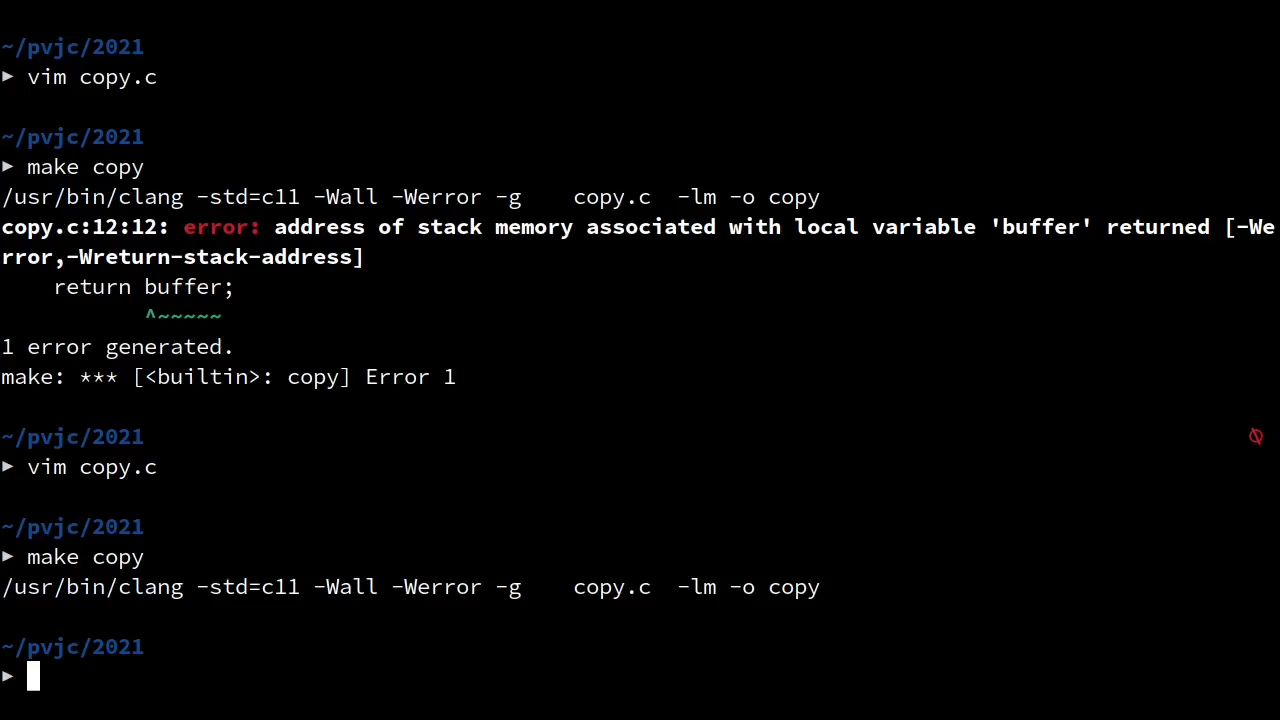 ~/pvjc/2021
▶ vim copy.c
~/pvjc/2021
▶ make copy
/usr/bin/clang -std=c11 -Wall -Werror -g    copy.c  -lm -o copy
copy.c:12:12: error: address of stack memory associated with local variable 'buffer' returned [-We
rror,-Wreturn-stack-address]
    return buffer;
           ^~~~~~
1 error generated.
make: *** [<builtin>: copy] Error 1
~/pvjc/2021 ∅
▶ vim copy.c
~/pvjc/2021
▶ make copy
/usr/bin/clang -std=c11 -Wall -Werror -g    copy.c  -lm -o copy
~/pvjc/2021
▶